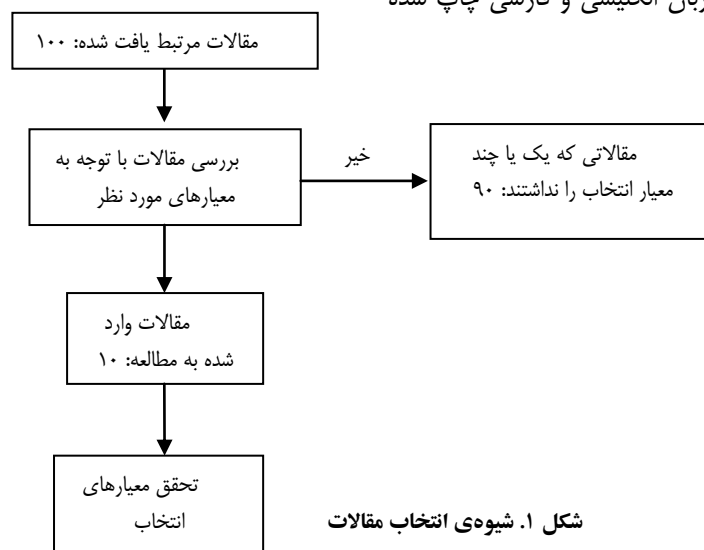 زبان انگلیسی و فارسی چاپ شده
مقالات مرتبط یافت شده: ۱۰۰
بررسی مقالات با توجه به
معیارهای مورد نظر
خیر
مقالاتی که یک یا چند
معیار انتخاب را نداشتند: ۹۰
مقالات وارد
شده به مطالعه: ۱۰
تحقق معیارهای
انتخاب
شکل ۱. شیوه‌ی انتخاب مقالات